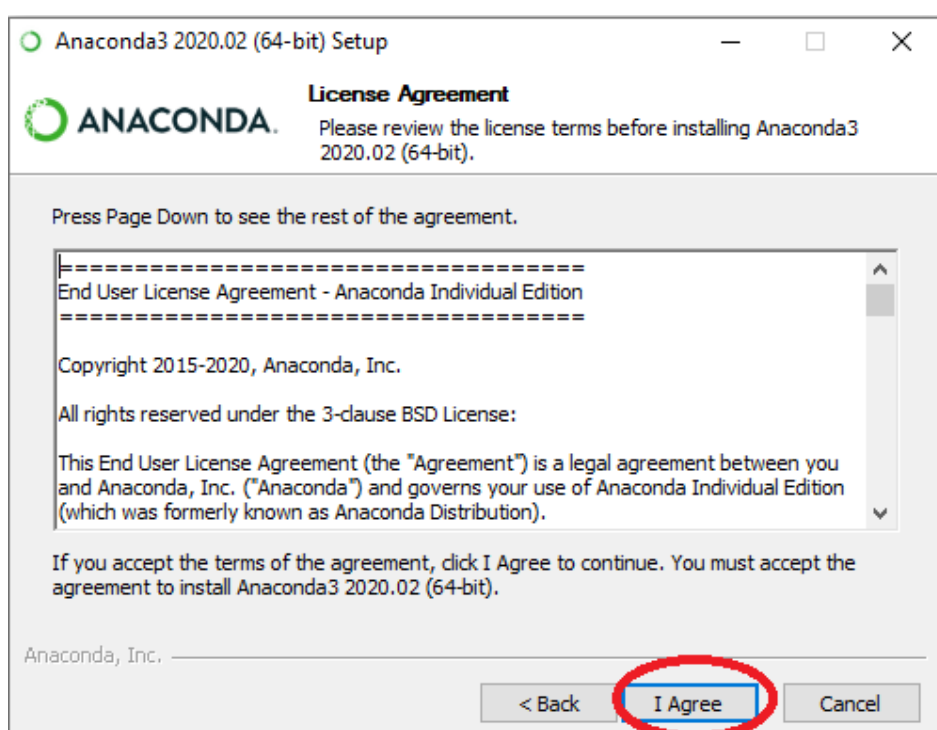 Anaconda3 2020.02 (64-bit) Setup
ANACONDA.
License Agreement
Please review the license terms before installing Anaconda3
2020.02 (64-bit).
Press Page Down to see the rest of the agreement.
===================================
End User License Agreement - Anaconda Individual Edition
===================================
Copyright 2015-2020, Anaconda, Inc.
All rights reserved under the 3-clause BSD License:
This End User License Agreement (the "Agreement") is a legal agreement between you
and Anaconda, Inc. ("Anaconda") and governs your use of Anaconda Individual Edition
(which was formerly known as Anaconda Distribution).
If you accept the terms of the agreement, click I Agree to continue. You must accept the
agreement to install Anaconda3 2020.02 (64-bit).
Anaconda, Inc.
< Back
I Agree
Cancel